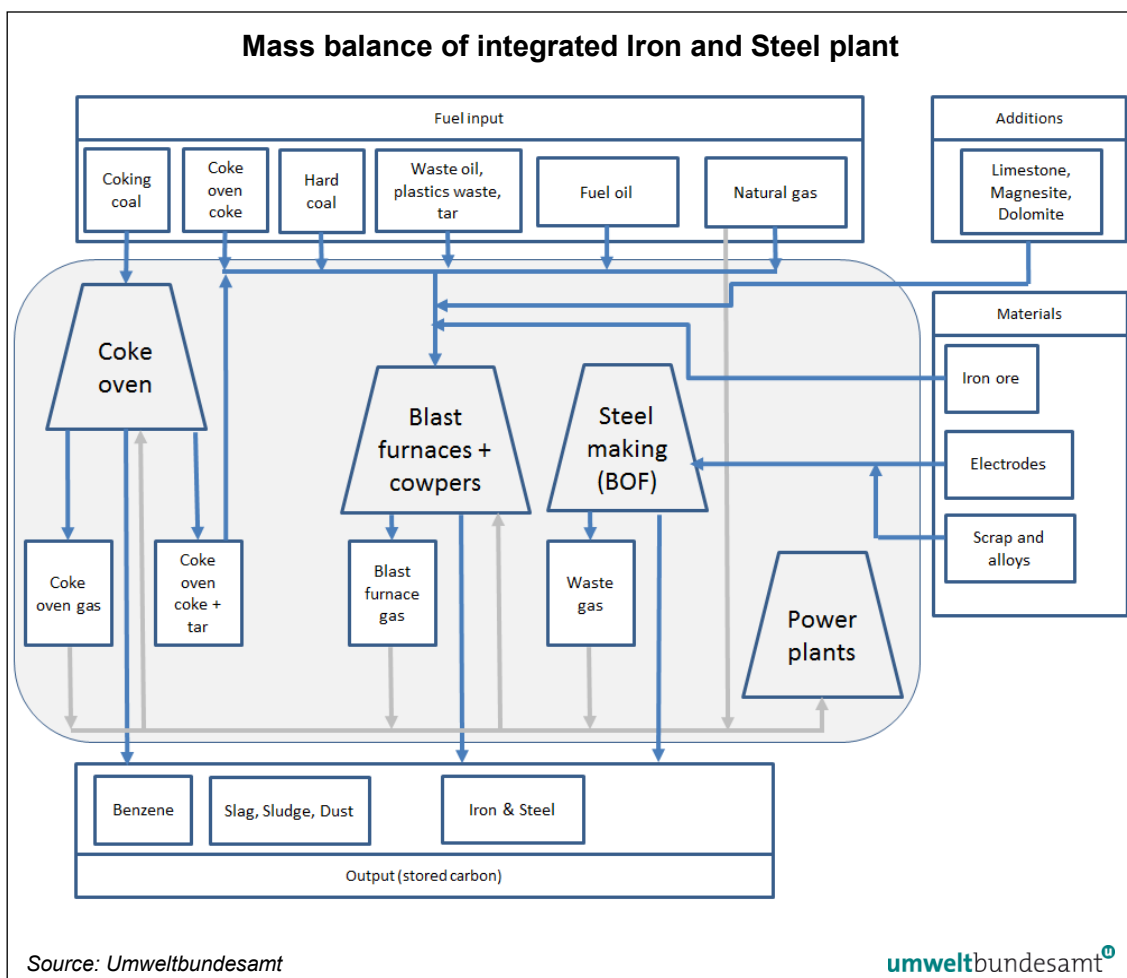 Mass balance of integrated Iron and Steel plant
Fuel input
Additions
Coking
coal
Coke
oven
coke
Hard
coal
Waste oil,
plastics waste,
tar
Fuel oil
Natural gas
Limestone,
Magnesite,
Dolomite
Materials
Iron ore
Electrodes
Scrap and
alloys
Coke
oven
Blast
furnaces +
cowpers
Steel
making
(BOF)
Power
plants
Coke
oven gas
Coke
oven
coke +
tar
Blast
furnace
gas
Waste
gas
Benzene
Slag, Sludge, Dust
Iron & Steel
Output (stored carbon)
Source: Umweltbundesamt
umweltbundesamt
u